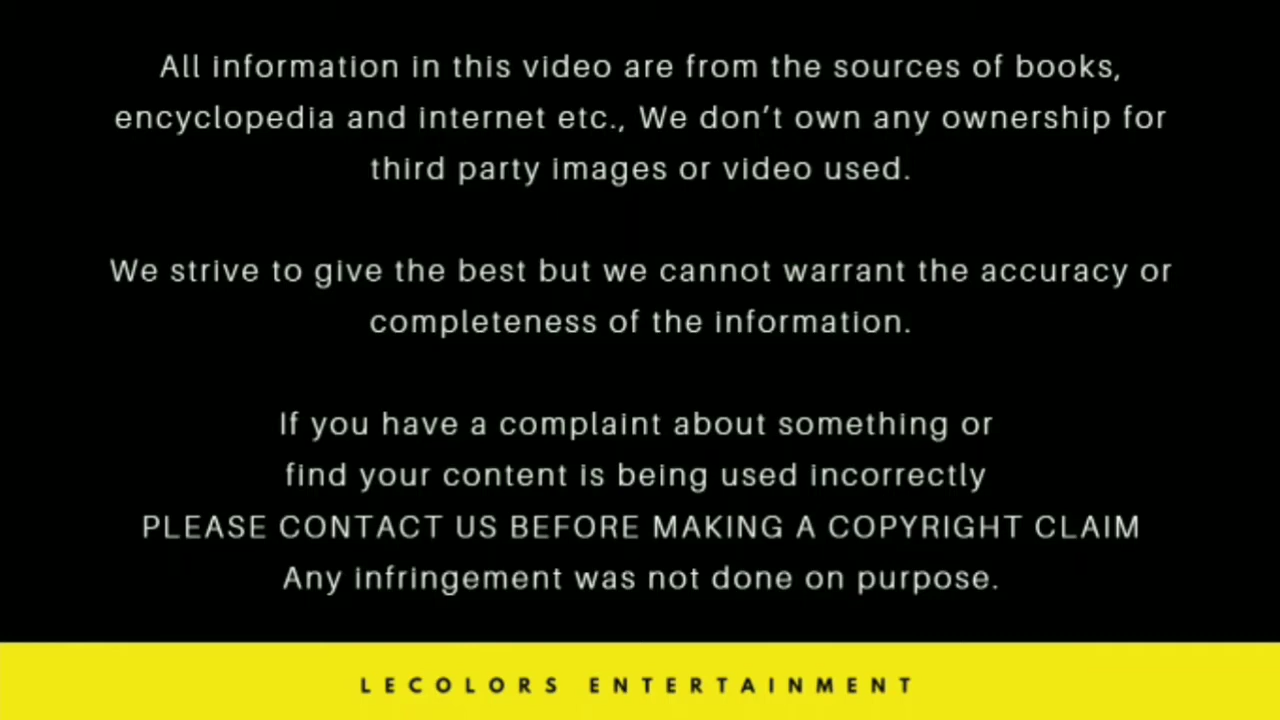 All information in this video are from the sources of books,
encyclopedia and internet etc., We don’t own any ownership for
third party images or video used.
We strive to give the best but we cannot warrant the accuracy or
completeness of the information.
If you have a complaint about something or
find your content is being used incorrectly
PLEASE CONTACT US BEFORE MAKING A COPYRIGHT CLAIM
Any infringement was not done on purpose.
LECOLORS ENTERTAINMENT